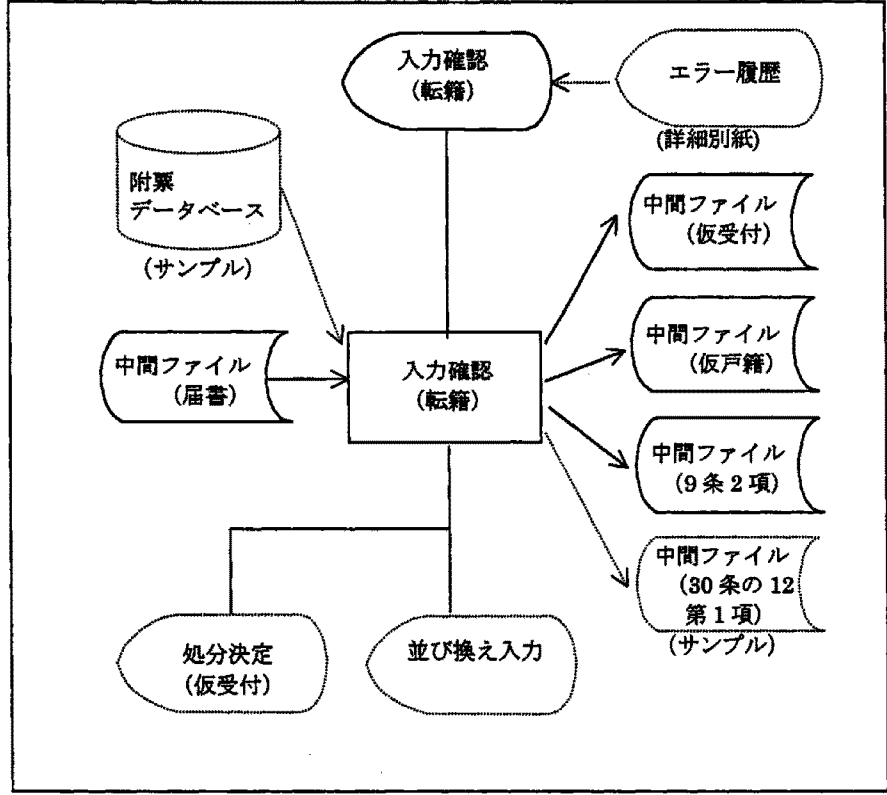 入力確認
(転籍)
エラー履歴
(詳細別紙)
附票
データベース
(サンプル)
中間ファイル
(仮受付)
中間ファイル
(届書)
入力確認
(転籍)
中間ファイル
(仮戸籍)
中間ファイル
(9条2項)
中間ファイル
(30条の12
第1項)
(サンプル)
処分決定
(仮受付)
並び換え入力